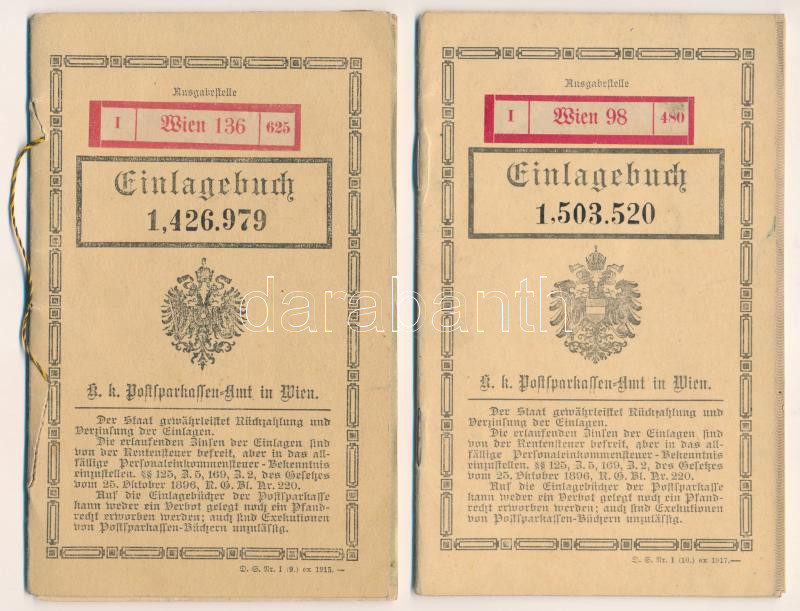 Ausgabestelle
I Wien 136 625
Einlagebuch
1,426.979
K. k. Postsparkassen-Amt in Wien.
Der Staat gewährleistet Rückzahlung und
Verzinsung der Einlagen.
Die erlaufenden Zinsen der Einlagen sind
von der Rentensteuer befreit, aber in das all-
fällige Personaleinkommensteuer-Bekenntnis
einzustellen. §§ 125, Z. 5, 169, Z. 2, des Gesetzes
vom 25. Oktober 1896, R. G. Bl. Nr. 220.
Auf die Einlagebücher der Postsparkasse
kann weder ein Verbot gelegt noch ein Pfand-
recht erworben werden; auch sind Exekutionen
von Postsparkassen-Büchern unzulässig.
D. S. Nr. 1 (9.) ex 1915. —
Ausgabestelle
I Wien 98 480
Einlagebuch
1,503.520
K. k. Postsparkassen-Amt in Wien.
Der Staat gewährleistet Rückzahlung und
Verzinsung der Einlagen.
Die erlaufenden Zinsen der Einlagen sind
von der Rentensteuer befreit, aber in das all-
fällige Personaleinkommensteuer-Bekenntnis
einzustellen. §§ 125, Z. 5, 169, Z. 2, des Gesetzes
vom 25. Oktober 1896, R. G. Bl. Nr. 220.
Auf die Einlagebücher der Postsparkasse
kann weder ein Verbot gelegt noch ein Pfand-
recht erworben werden; auch sind Exekutionen
von Postsparkassen-Büchern unzulässig.
D. S. Nr. 1 (10.) ex 1917.—
darabanth